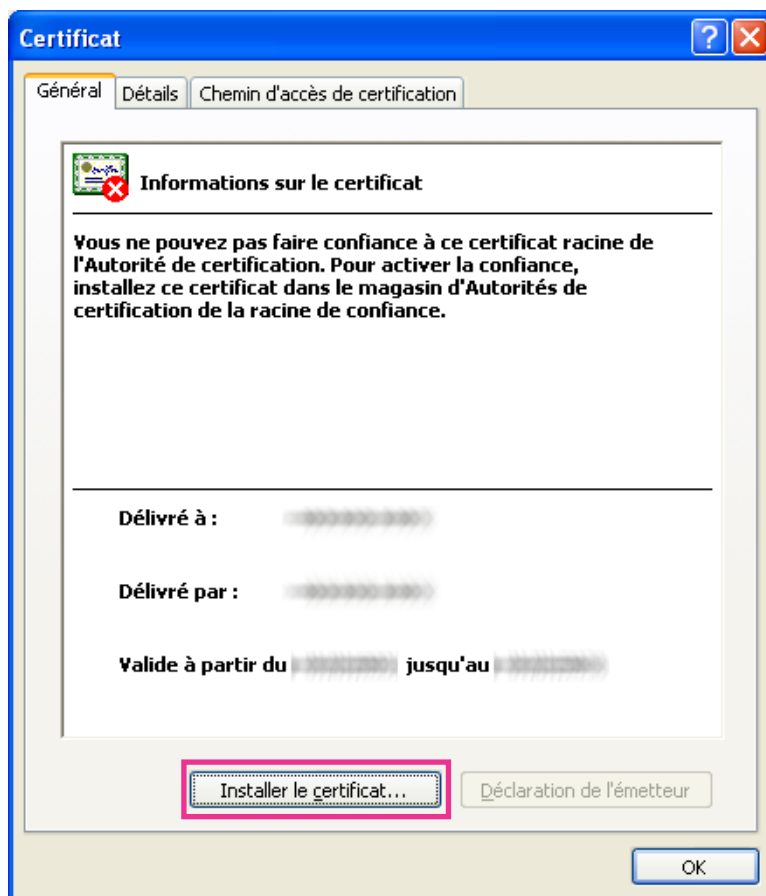 Certificat
Général Détails Chemin d'accès de certification
Informations sur le certificat
Vous ne pouvez pas faire confiance à ce certificat racine de
l'Autorité de certification. Pour activer la confiance,
installez ce certificat dans le magasin d'Autorités de
certification de la racine de confiance.
Délivré à :
Délivré par :
Valide à partir du jusqu'au
Installer le certificat... Déclaration de l'émetteur
OK